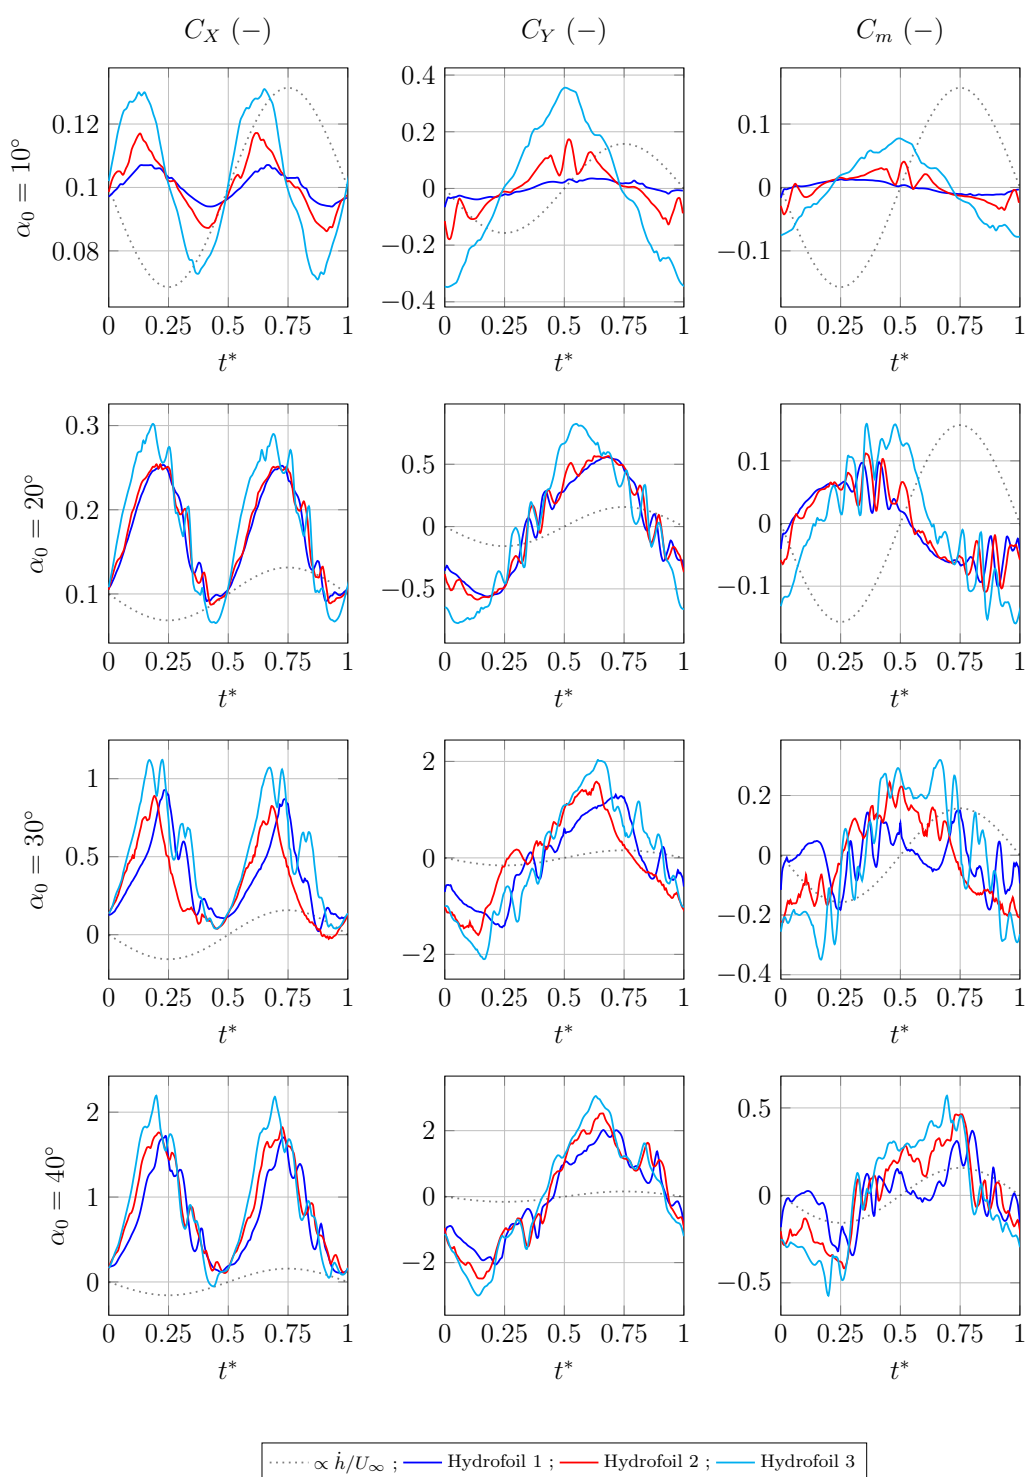 C_X (−) C_Y (−) C_m (−)
α_0 = 10°
0.12 0.1 0.08
0 0.25 0.5 0.75 1
t*
0.4 0.2 0 −0.2 −0.4
0 0.25 0.5 0.75 1
t*
0.1 0 −0.1
0 0.25 0.5 0.75 1
t*
α_0 = 20°
0.3 0.2 0.1
0 0.25 0.5 0.75 1
t*
0.5 0 −0.5
0 0.25 0.5 0.75 1
t*
0.1 0 −0.1
0 0.25 0.5 0.75 1
t*
α_0 = 30°
1 0.5 0
0 0.25 0.5 0.75 1
t*
2 0 −2
0 0.25 0.5 0.75 1
t*
0.2 0 −0.2 −0.4
0 0.25 0.5 0.75 1
t*
α_0 = 40°
2 1 0
0 0.25 0.5 0.75 1
t*
2 0 −2
0 0.25 0.5 0.75 1
t*
0.5 0 −0.5
0 0.25 0.5 0.75 1
t*
∝ ḣ/U_∞ ; Hydrofoil 1 ; Hydrofoil 2 ; Hydrofoil 3